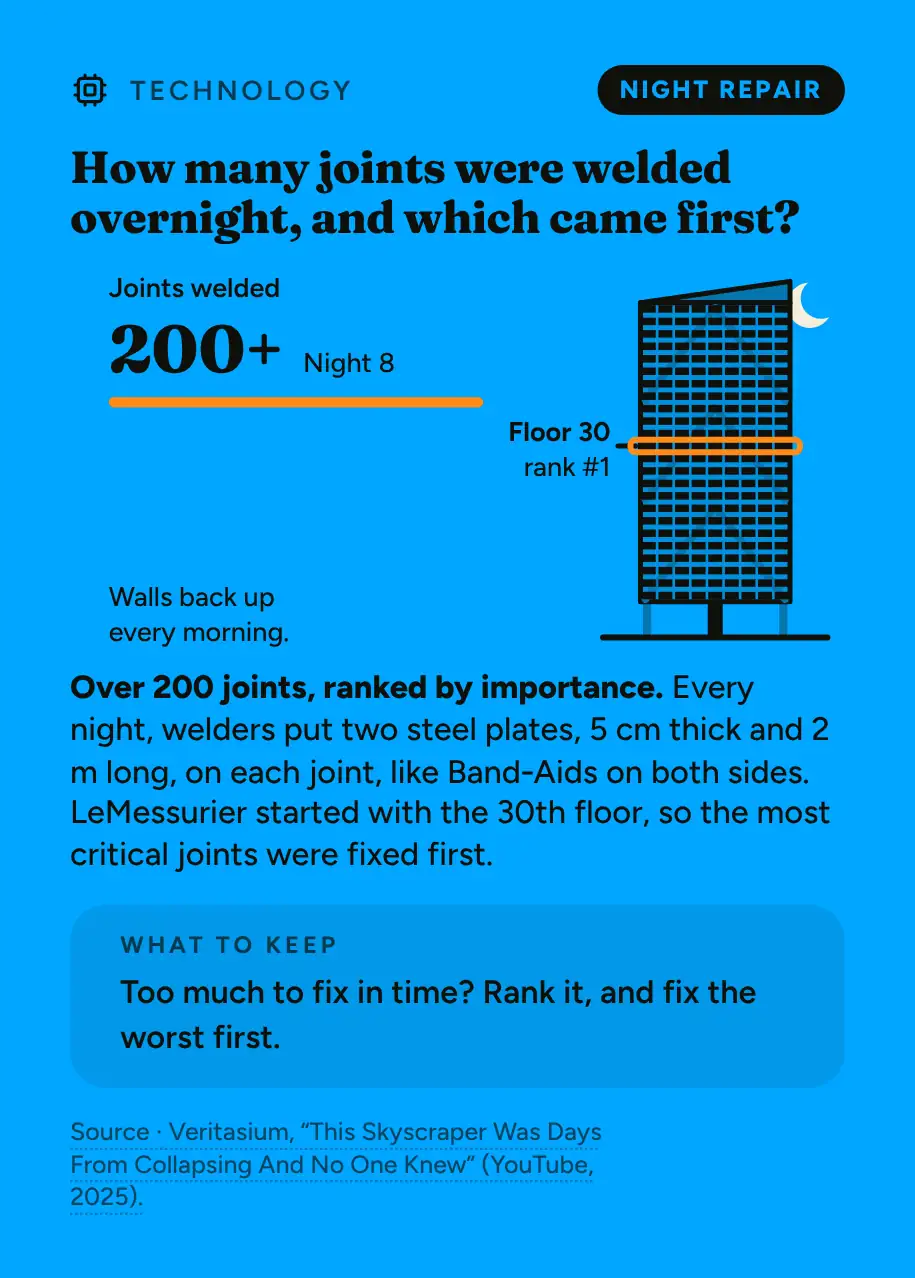 TECHNOLOGY
NIGHT REPAIR
How many joints were welded
overnight, and which came first?
Joints welded
200+ Night 8
Floor 30
rank #1
Walls back up
every morning.
Over 200 joints, ranked by importance. Every
night, welders put two steel plates, 5 cm thick and 2
m long, on each joint, like Band-Aids on both sides.
LeMessurier started with the 30th floor, so the most
critical joints were fixed first.
WHAT TO KEEP
Too much to fix in time? Rank it, and fix the
worst first.
Source · Veritasium, “This Skyscraper Was Days
From Collapsing And No One Knew” (YouTube,
2025).